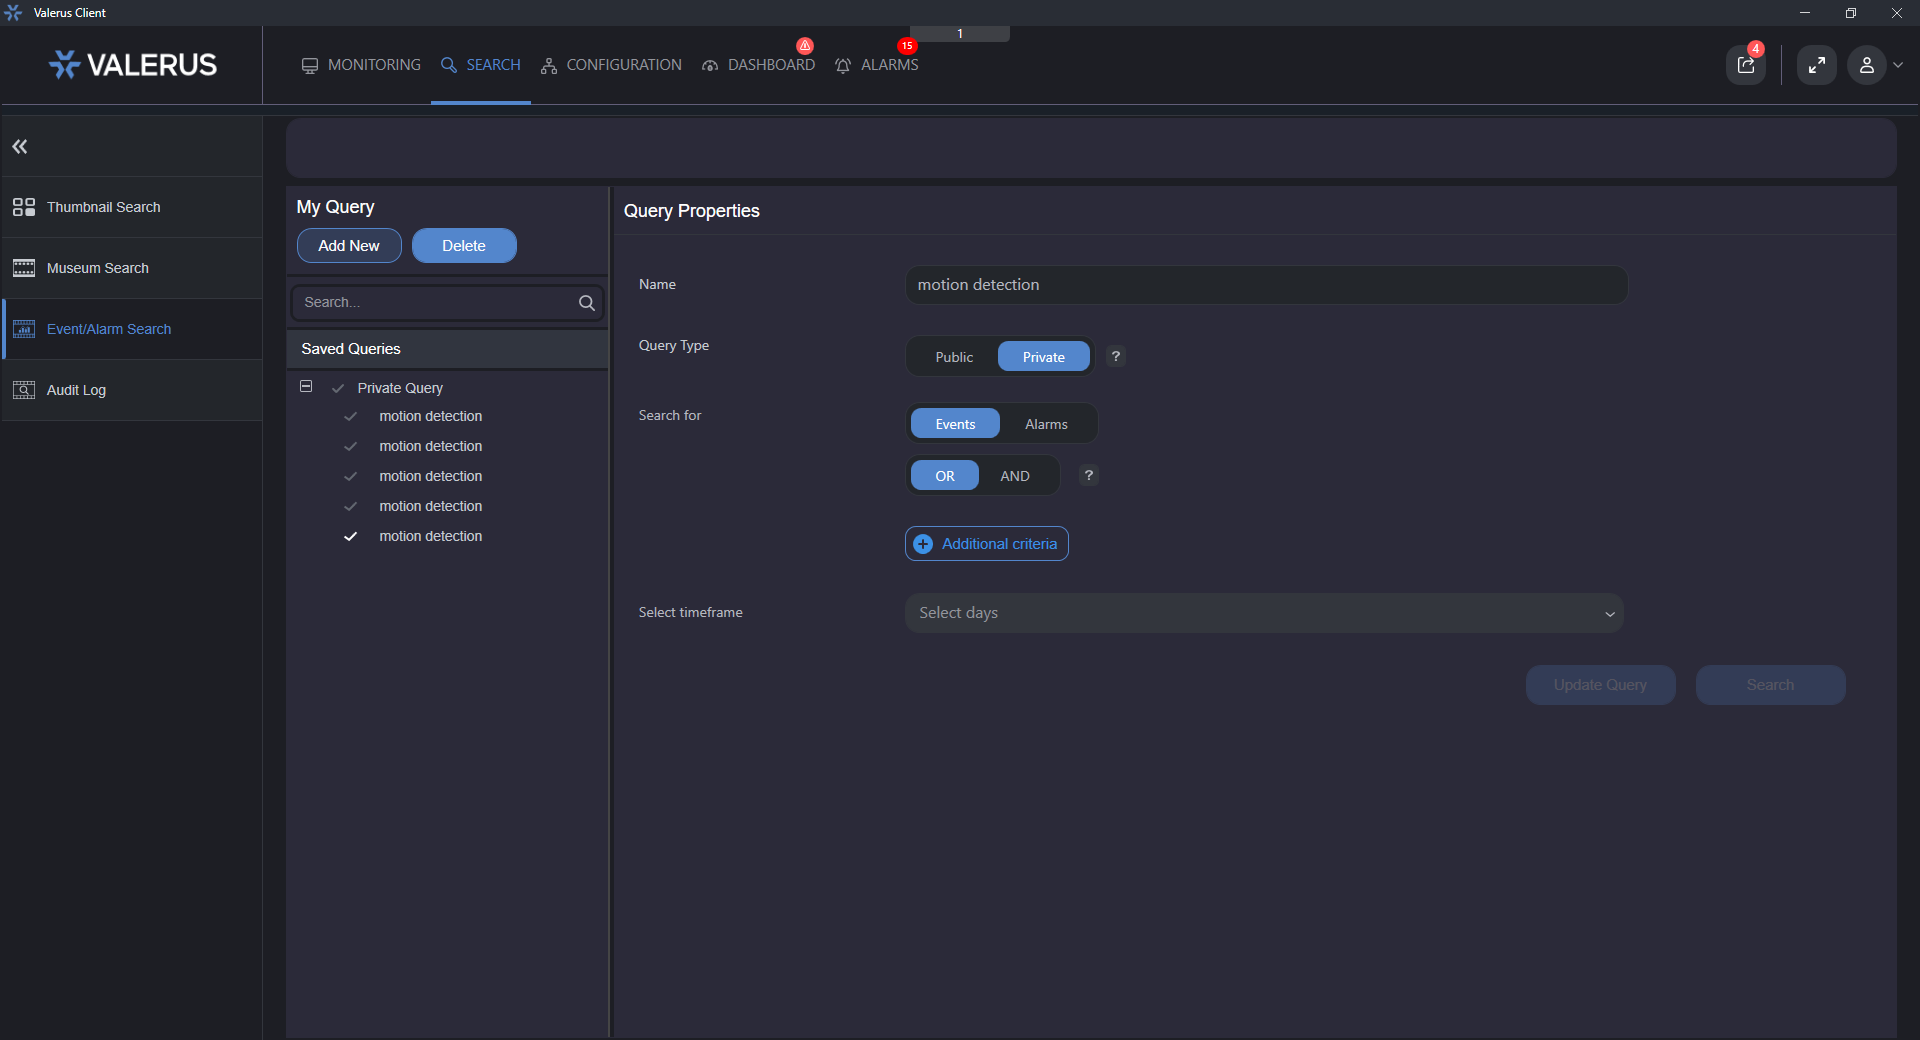 Valerus Client
VALERUS
MONITORING
SEARCH
CONFIGURATION
DASHBOARD
15
ALARMS
1
4
Thumbnail Search
Museum Search
Event/Alarm Search
Audit Log
My Query
Add New
Delete
Search...
Saved Queries
Private Query
motion detection
motion detection
motion detection
motion detection
motion detection
Query Properties
Name
motion detection
Query Type
Public
Private
?
Search for
Events
Alarms
OR
AND
?
Additional criteria
Select timeframe
Select days
Update Query
Search